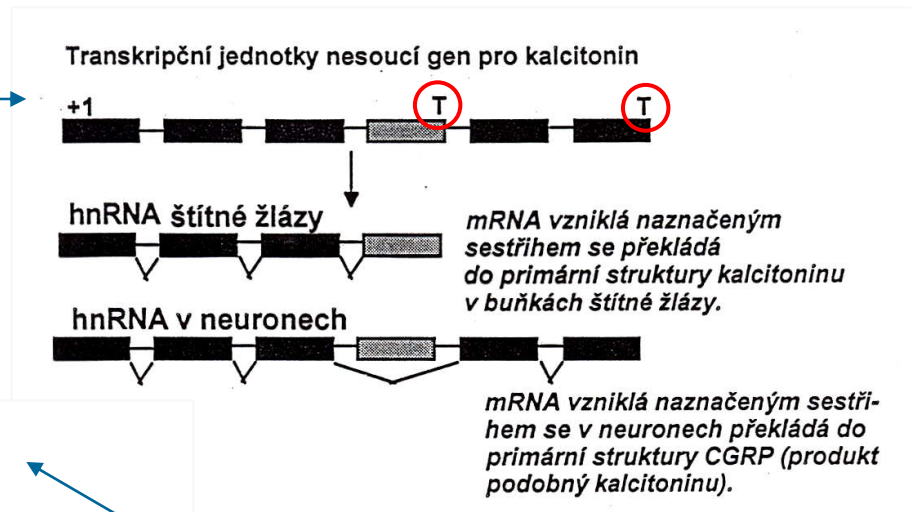 Transkripční jednotky nesoucí gen pro kalcitonin
+1 T T
hnRNA štítné žlázy
mRNA vzniklá naznačeným
sestřihem se překládá
do primární struktury kalcitoninu
v buňkách štítné žlázy.
hnRNA v neuronech
mRNA vzniklá naznačeným sestři-
hem se v neuronech překládá do
primární struktury CGRP (produkt
podobný kalcitoninu).